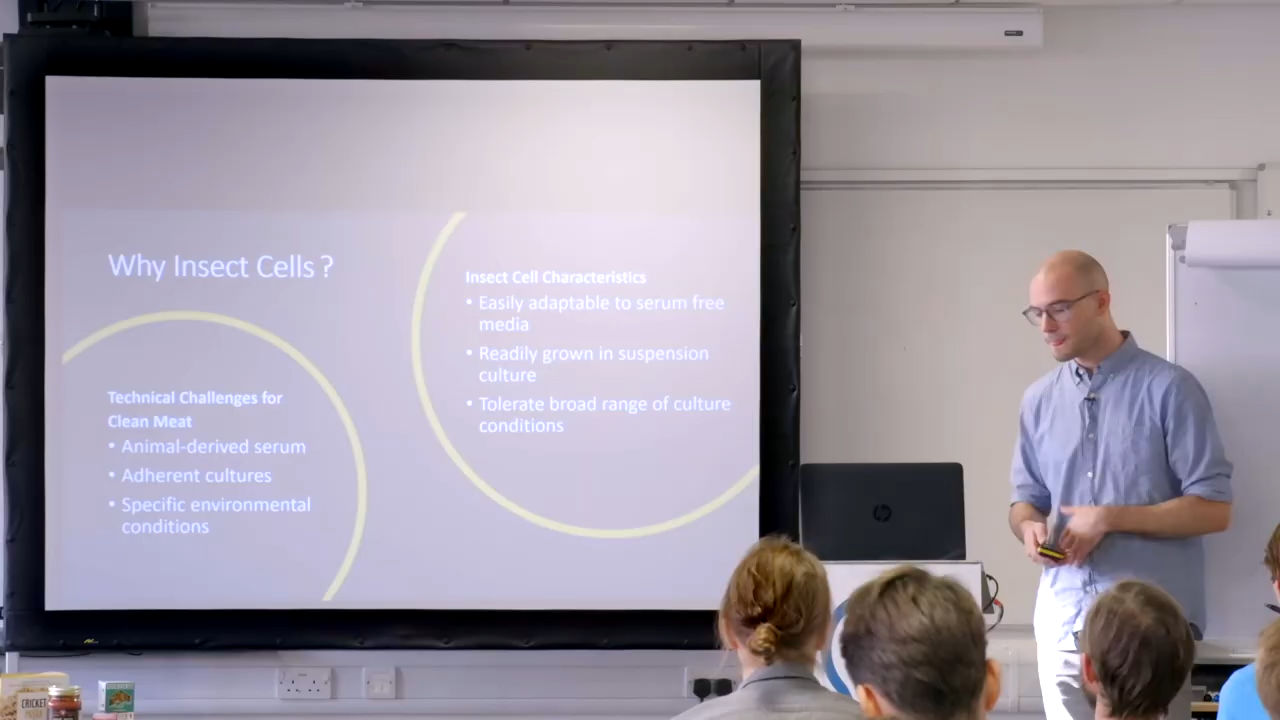 Why Insect Cells ?
Technical Challenges for
Clean Meat
• Animal-derived serum
• Adherent cultures
• Specific environmental
conditions
Insect Cell Characteristics
• Easily adaptable to serum free
media
• Readily grown in suspension
culture
• Tolerate broad range of culture
conditions
hp
CRICKET